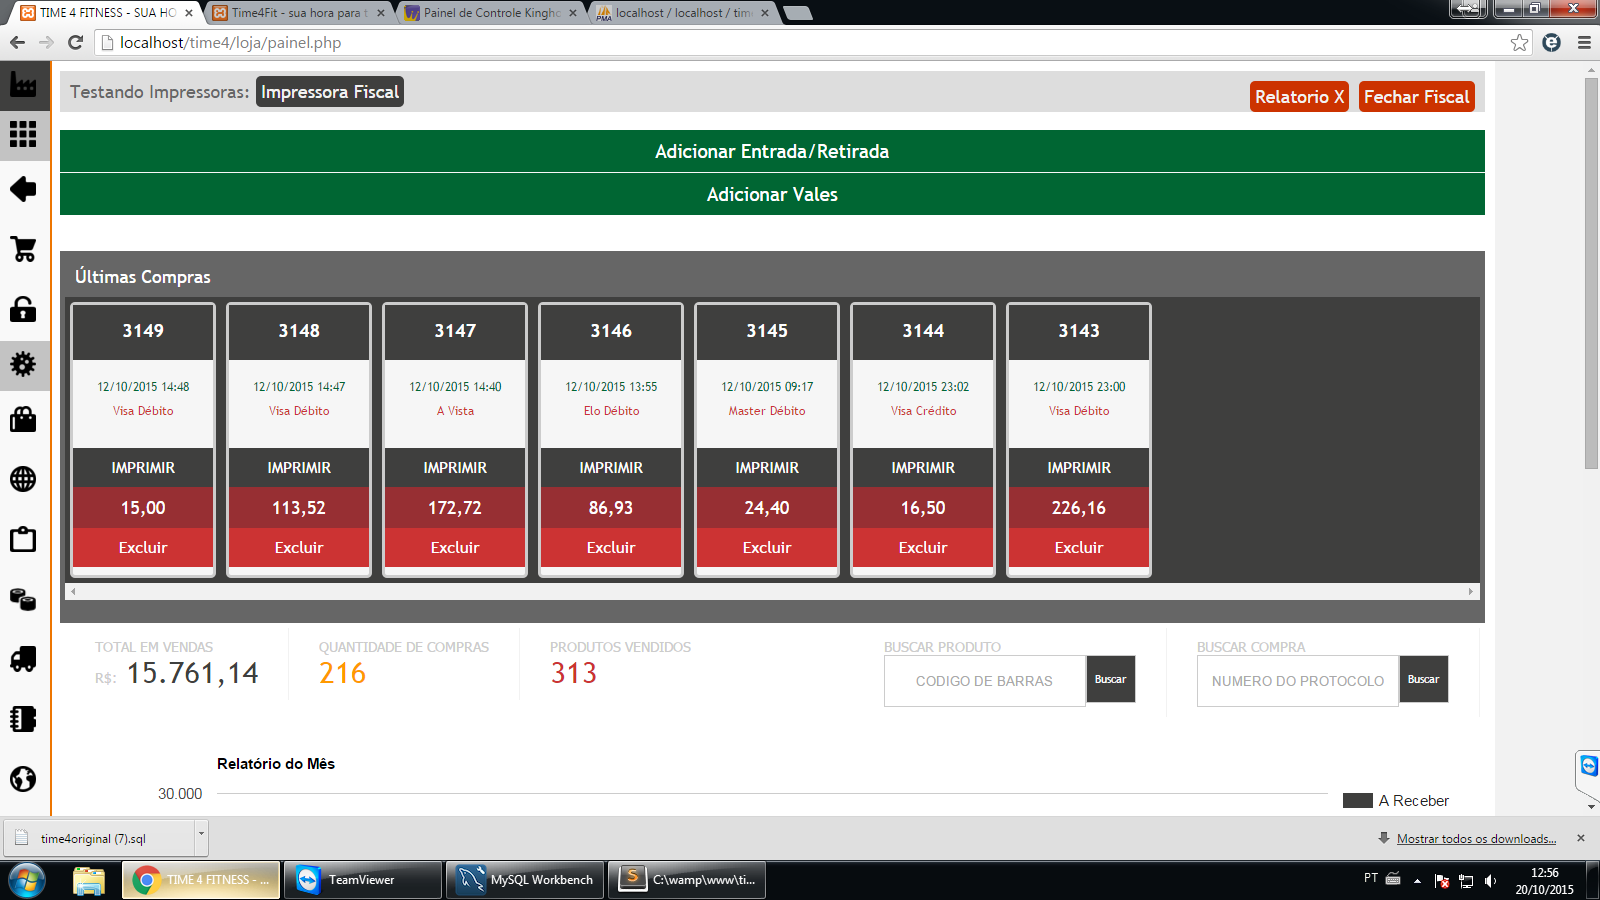 TIME 4 FITNESS - SUA HO
Time4Fit - sua hora para t
Painel de Controle Kingho
localhost / localhost / tim
localhost/time4/loja/painel.php
Testando Impressoras: Impressora Fiscal
Relatorio X
Fechar Fiscal
Adicionar Entrada/Retirada
Adicionar Vales
Últimas Compras
3149 3148 3147 3146 3145 3144 3143
12/10/2015 14:48 12/10/2015 14:47 12/10/2015 14:40 12/10/2015 13:55 12/10/2015 09:17 12/10/2015 23:02 12/10/2015 23:00
Visa Débito Visa Débito A Vista Elo Débito Master Débito Visa Crédito Visa Débito
IMPRIMIR IMPRIMIR IMPRIMIR IMPRIMIR IMPRIMIR IMPRIMIR IMPRIMIR
15,00 113,52 172,72 86,93 24,40 16,50 226,16
Excluir Excluir Excluir Excluir Excluir Excluir Excluir
TOTAL EM VENDAS
R$: 15.761,14
QUANTIDADE DE COMPRAS
216
PRODUTOS VENDIDOS
313
BUSCAR PRODUTO
CODIGO DE BARRAS
Buscar
BUSCAR COMPRA
NUMERO DO PROTOCOLO
Buscar
Relatório do Mês
30.000
A Receber
time4original (7).sql
Mostrar todos os downloads...
TIME 4 FITNESS - ...
TeamViewer
MySQL Workbench
C:\wamp\www\ti...
PT
12:56
20/10/2015